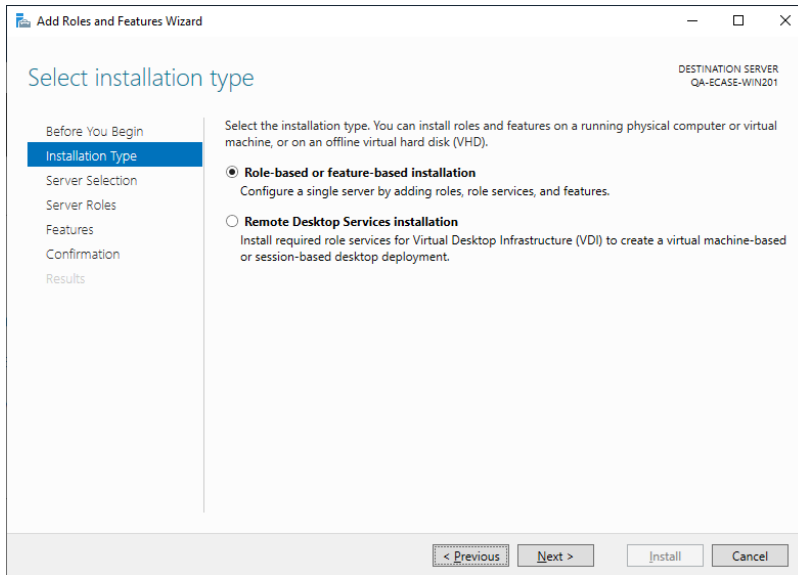 Add Roles and Features Wizard
Select installation type
DESTINATION SERVER
QA-ECASE-WIN201
Before You Begin
Installation Type
Server Selection
Server Roles
Features
Confirmation
Results
Select the installation type. You can install roles and features on a running physical computer or virtual
machine, or on an offline virtual hard disk (VHD).
Role-based or feature-based installation
Configure a single server by adding roles, role services, and features.
Remote Desktop Services installation
Install required role services for Virtual Desktop Infrastructure (VDI) to create a virtual machine-based
or session-based desktop deployment.
< Previous
Next >
Install
Cancel